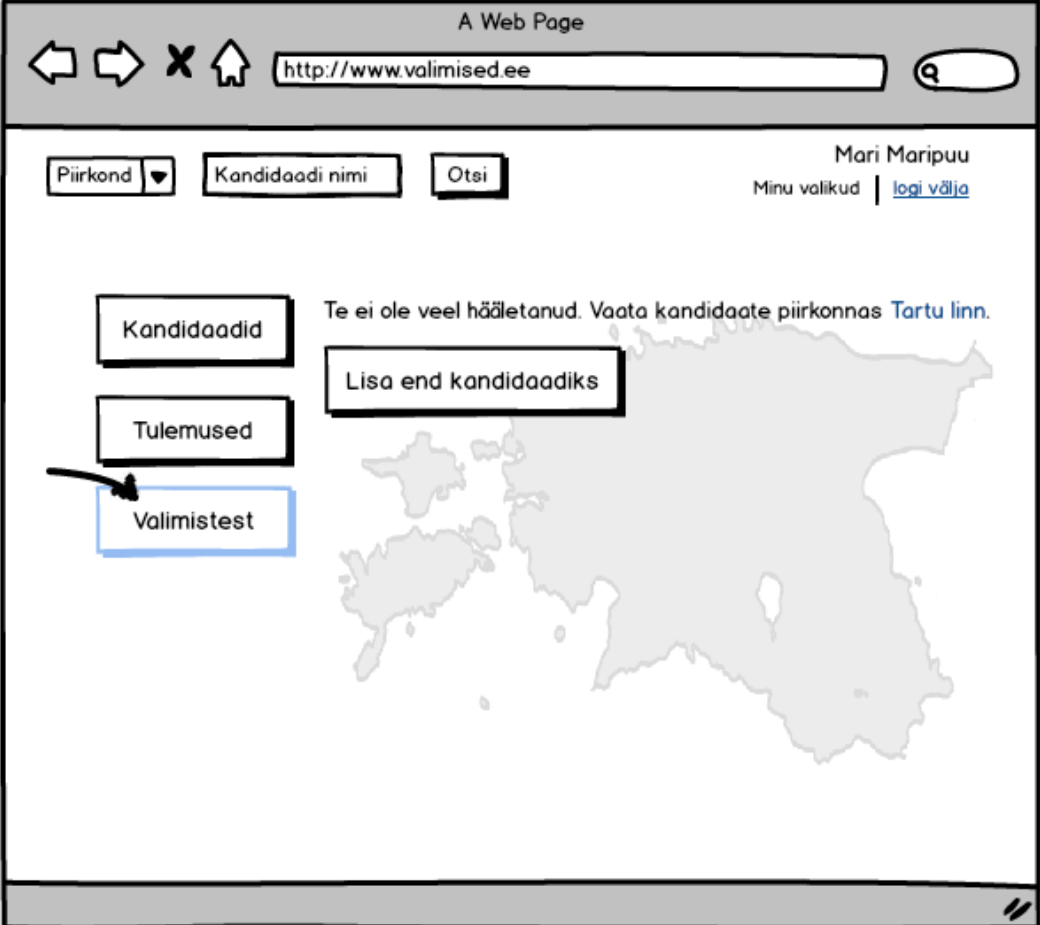 A Web Page
http://www.valimised.ee
Piirkond
Kandidaadi nimi
Otsi
Mari Maripuu
Minu valikud
logi välja
Kandidaadid
Te ei ole veel hääletanud. Vaata kandidaate piirkonnas Tartu linn.
Lisa end kandidaadiks
Tulemused
Valimistest